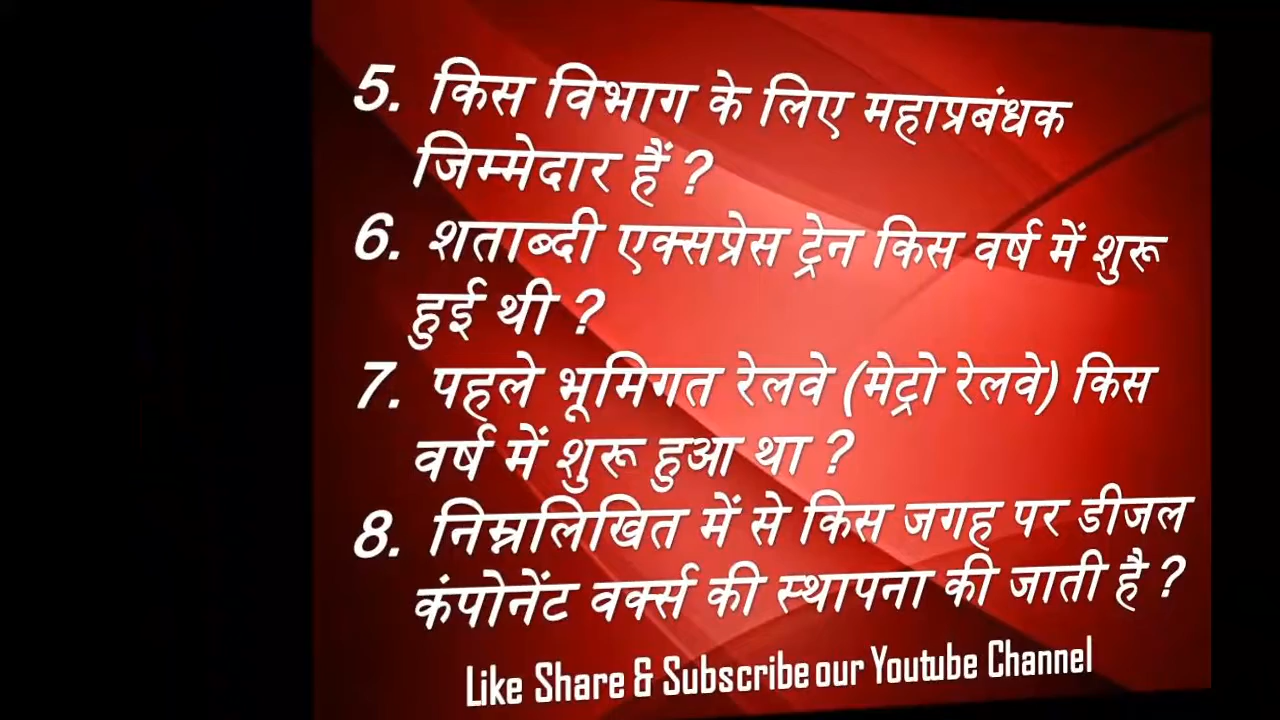 5. किस विभाग के लिए महाप्रबंधक
जिम्मेदार हैं ?
6. शताब्दी एक्सप्रेस ट्रेन किस वर्ष में शुरू
हुई थी ?
7. पहले भूमिगत रेलवे (मेट्रो रेलवे) किस
वर्ष में शुरू हुआ था ?
8. निम्नलिखित में से किस जगह पर डीजल
कंपोनेंट वर्क्स की स्थापना की जाती है ?
Like Share & Subscribe our Youtube Channel